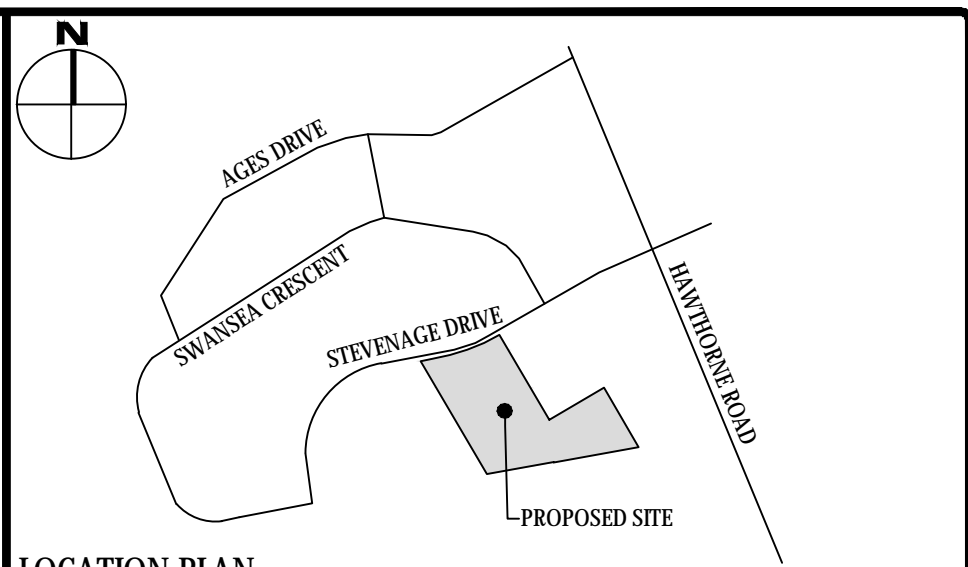 N
AGES DRIVE
SWANSEA CRESCENT
STEVENAGE DRIVE
HAWTHORNE ROAD
PROPOSED SITE
LOCATION PLAN